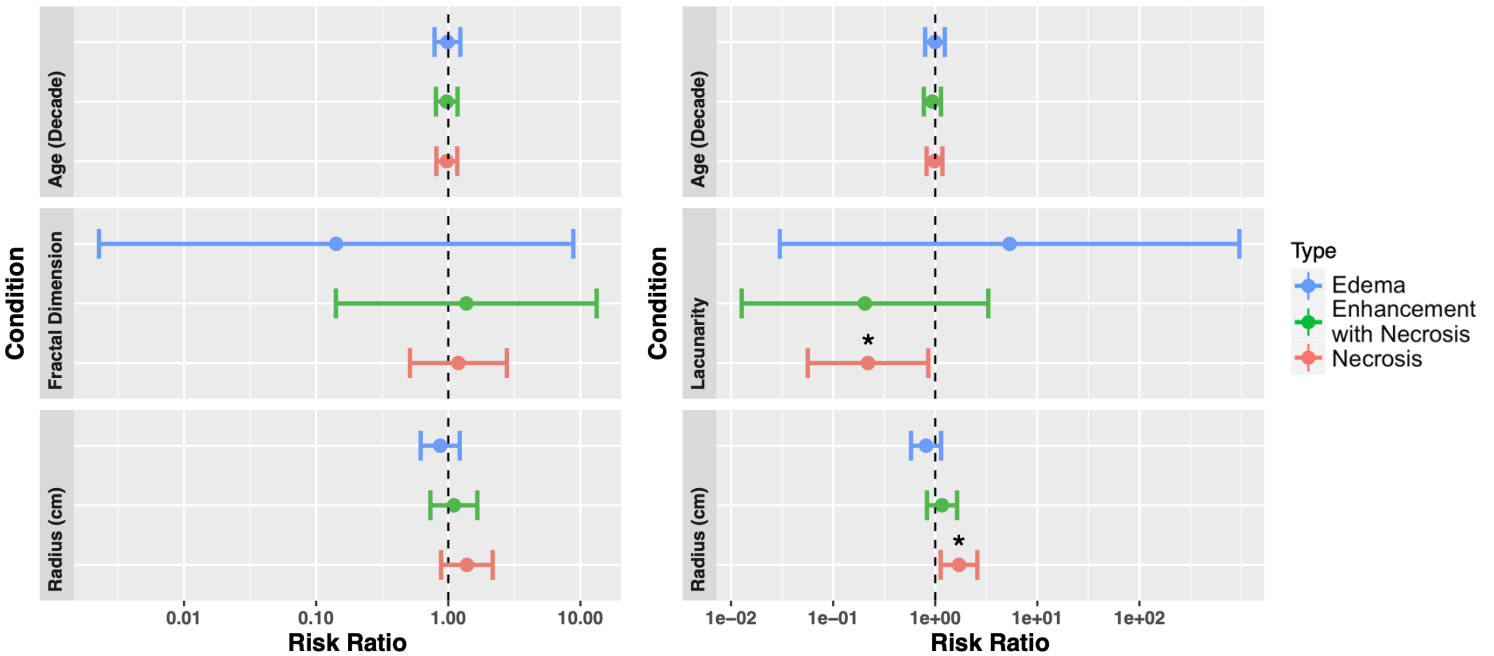 Condition
Age (Decade)
Fractal Dimension
Radius (cm)
0.01 0.10 1.00 10.00
Risk Ratio
Condition
Age (Decade)
Lacunarity
*
Radius (cm)
*
1e−02 1e−01 1e+00 1e+01 1e+02
Risk Ratio
Type
Edema
Enhancement
with Necrosis
Necrosis